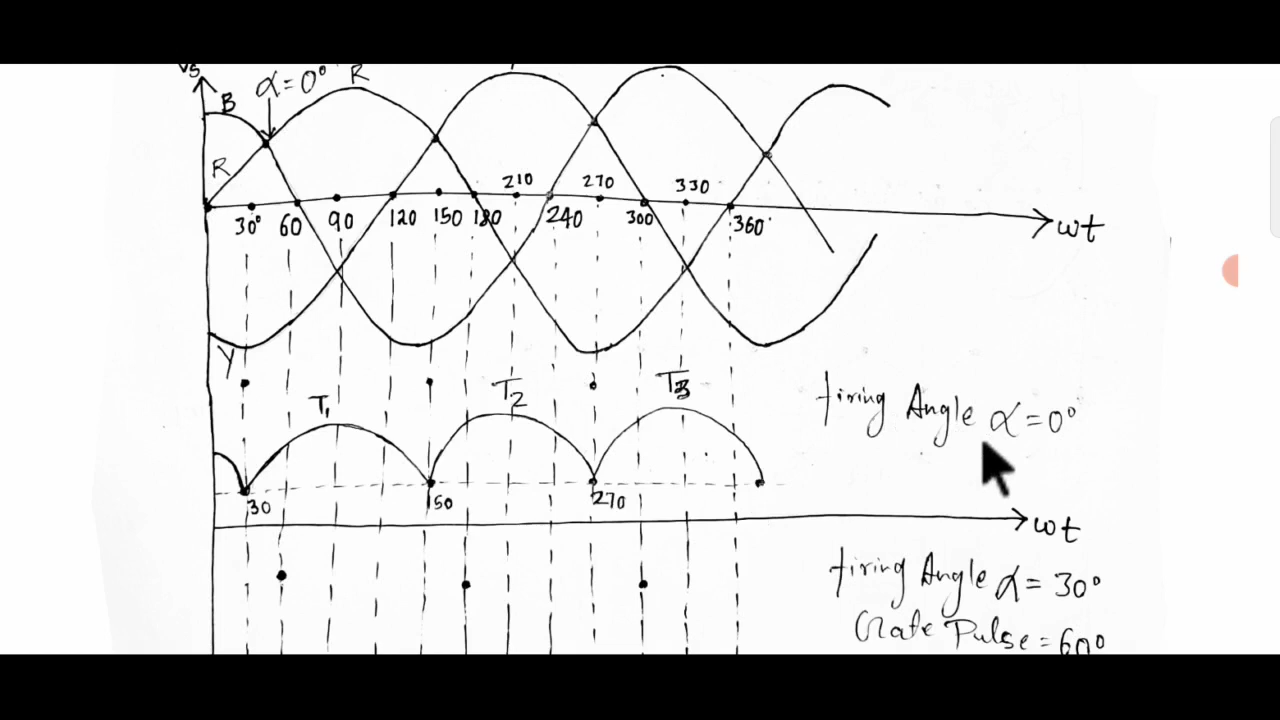 Vs
α = 0°
R
B
R
210 270 330
30° 60 90 120 150 180 240 300 360
ωt
Y
T1 T2 T3
firing Angle α = 0°
30 150 270
ωt
firing Angle α = 30°
Gate Pulse = 60°